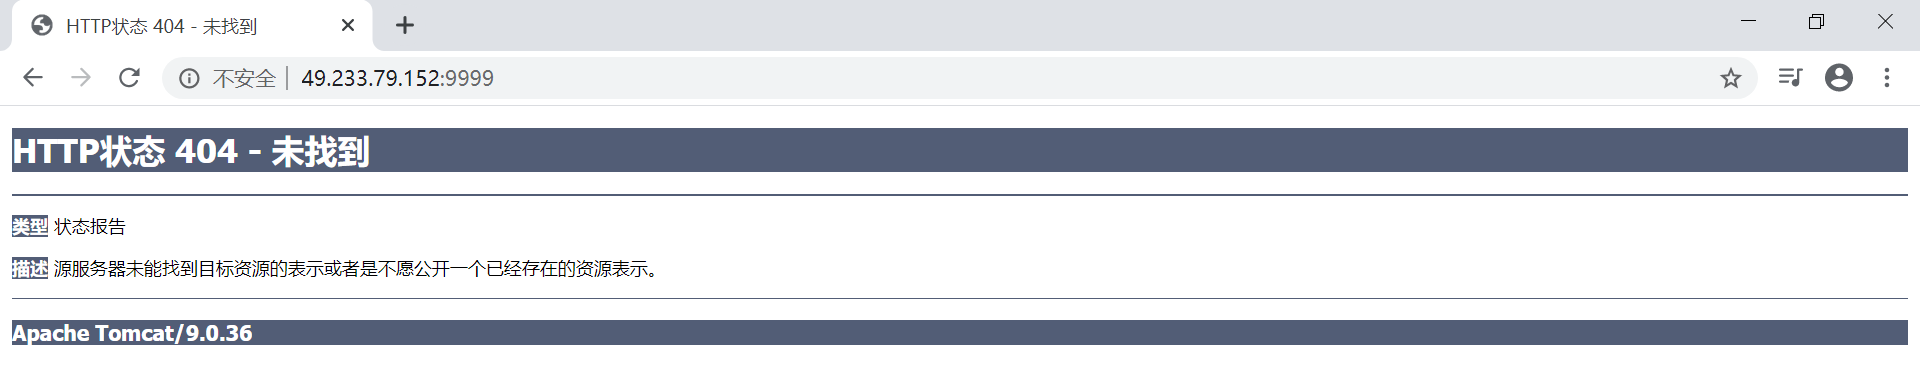 HTTP状态 404 - 未找到
不安全 | 49.233.79.152:9999
HTTP状态 404 - 未找到
类型 状态报告
描述 源服务器未能找到目标资源的表示或者是不愿公开一个已经存在的资源表示。
Apache Tomcat/9.0.36